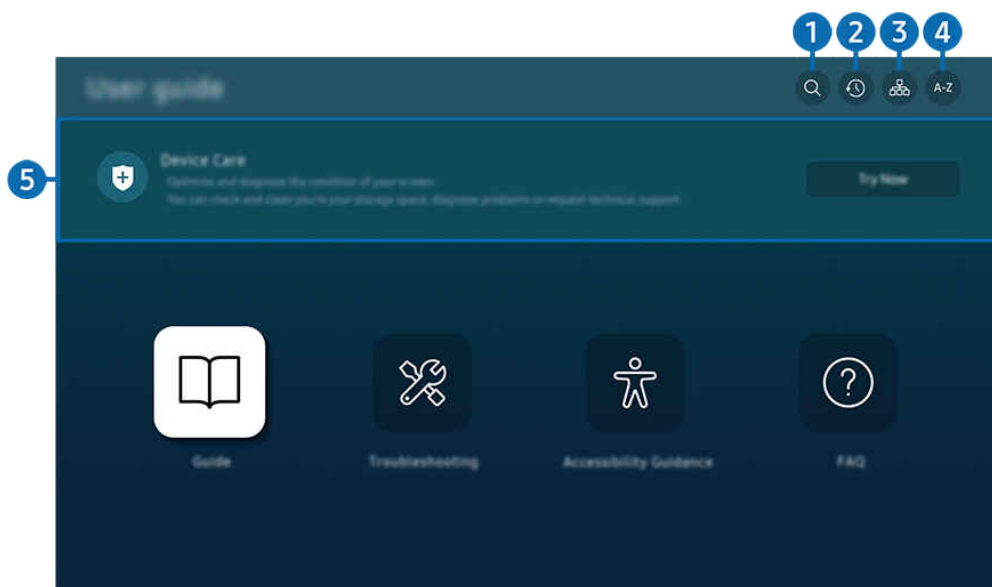 1 2 3 4
A-Z
User guide
5
Device Care
Optimize and diagnose the condition of your screen.
You can check and clean you're your storage space, diagnose problems or request technical support.
Try Now
Guide
Troubleshooting
Accessibility Guidance
FAQ